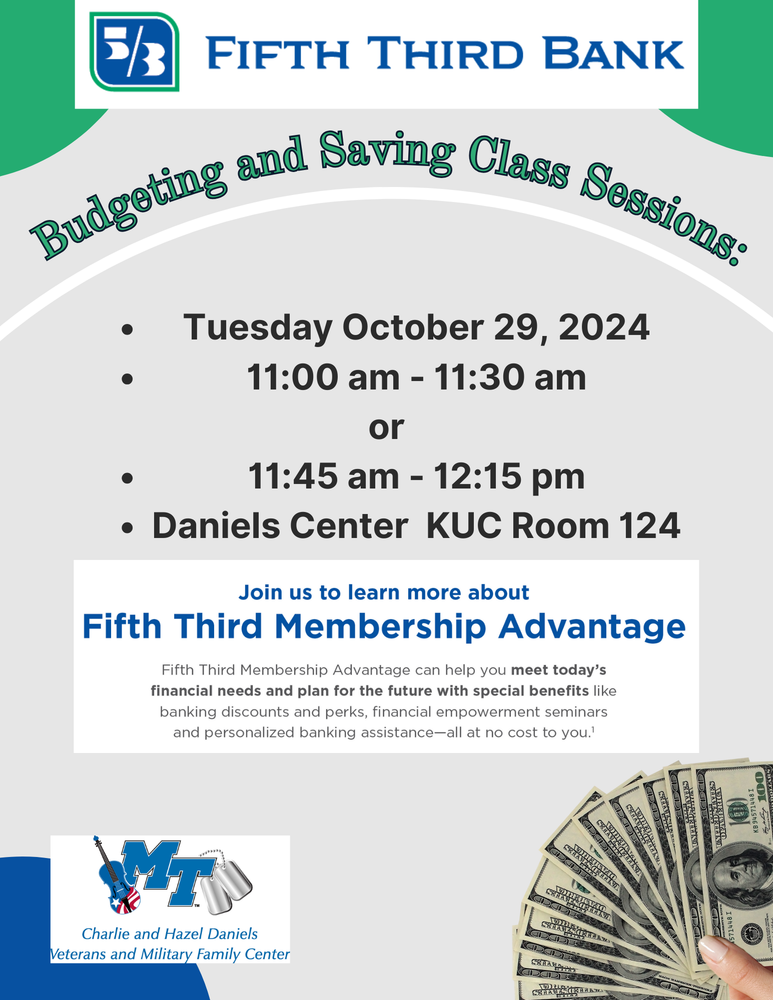 5/3 FIFTH THIRD BANK
Budgeting and Saving Class Sessions:
• Tuesday October 29, 2024
• 11:00 am - 11:30 am
or
• 11:45 am - 12:15 pm
• Daniels Center KUC Room 124
Join us to learn more about
Fifth Third Membership Advantage
Fifth Third Membership Advantage can help you meet today’s
financial needs and plan for the future with special benefits like
banking discounts and perks, financial empowerment seminars
and personalized banking assistance—all at no cost to you.¹
MT™
Charlie and Hazel Daniels
Veterans and Military Family Center
100